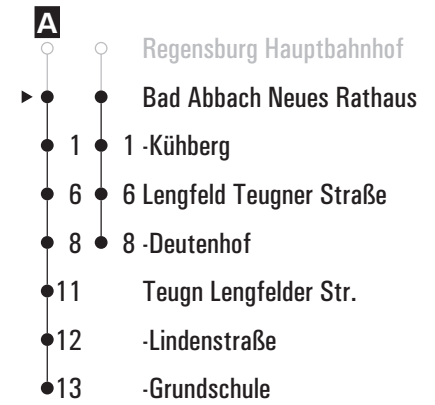 A
Regensburg Hauptbahnhof
Bad Abbach Neues Rathaus
1 1 -Kühberg
6 6 Lengfeld Teugner Straße
8 8 -Deutenhof
11 Teugn Lengfelder Str.
12 -Lindenstraße
13 -Grundschule